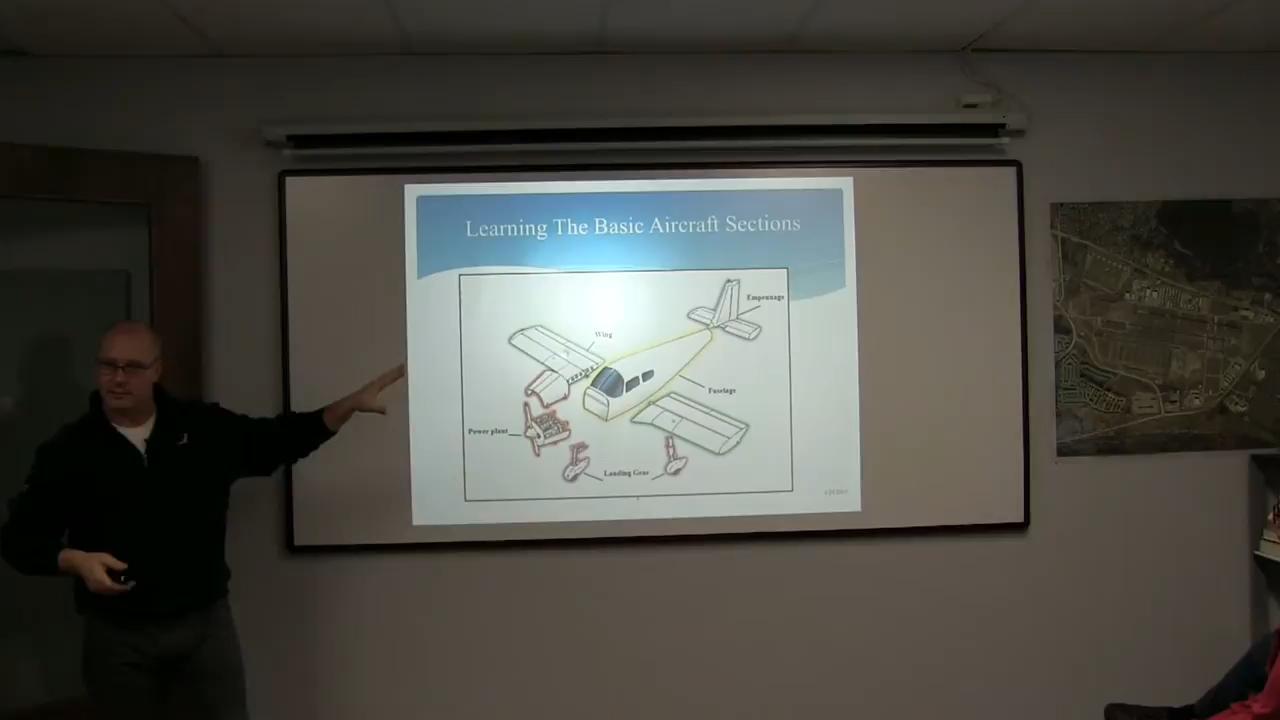 Learning The Basic Aircraft Sections
Empennage
Wing
Fuselage
Power plant
Landing Gear